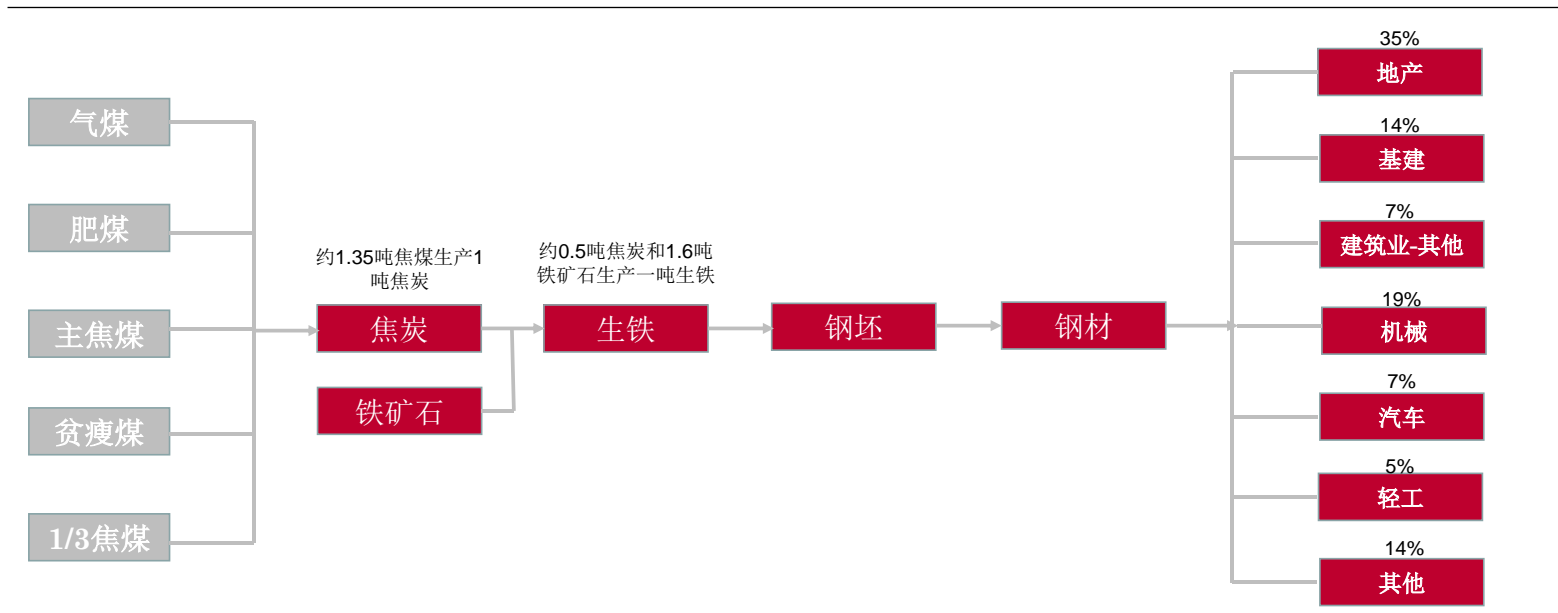 气煤
肥煤
主焦煤
贫瘦煤
1/3焦煤
约1.35吨焦煤生产1
吨焦炭
焦炭
铁矿石
约0.5吨焦炭和1.6吨
铁矿石生产一吨生铁
生铁
钢坯
钢材
35%
地产
14%
基建
7%
建筑业-其他
19%
机械
7%
汽车
5%
轻工
14%
其他